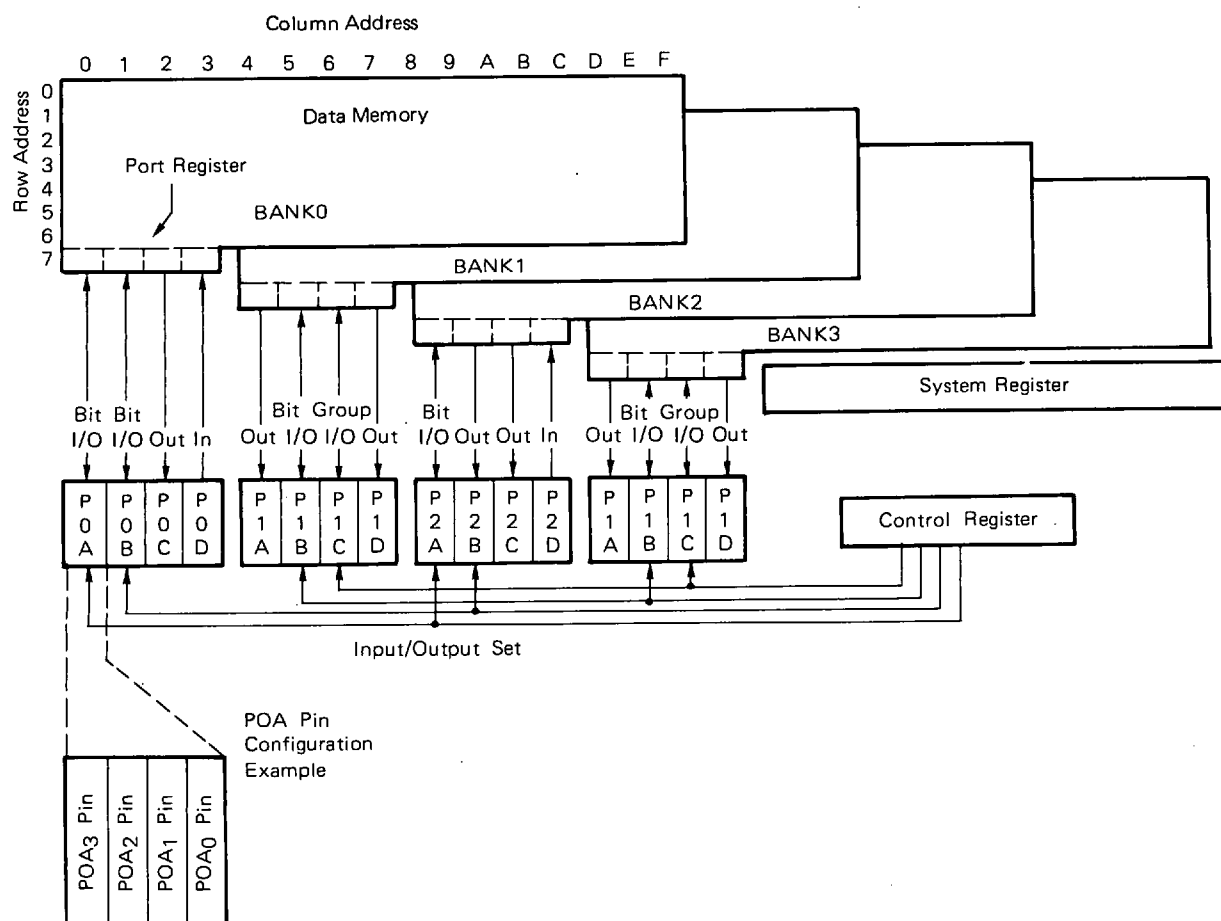 Column Address
0 1 2 3 4 5 6 7 8 9 A B C D E F
Row Address
0
1
2
3
4
5
6
7
Data Memory
Port Register
BANK0
BANK1
BANK2
BANK3
System Register
Bit Bit
I/O I/O Out In
Bit Group
Out I/O I/O Out
Bit
I/O Out Out In
Bit Group
Out I/O I/O Out
P0A P0B P0C P0D
P1A P1B P1C P1D
P2A P2B P2C P2D
P1A P1B P1C P1D
Control Register
Input/Output Set
POA Pin
Configuration
Example
POA3 Pin
POA2 Pin
POA1 Pin
POA0 Pin